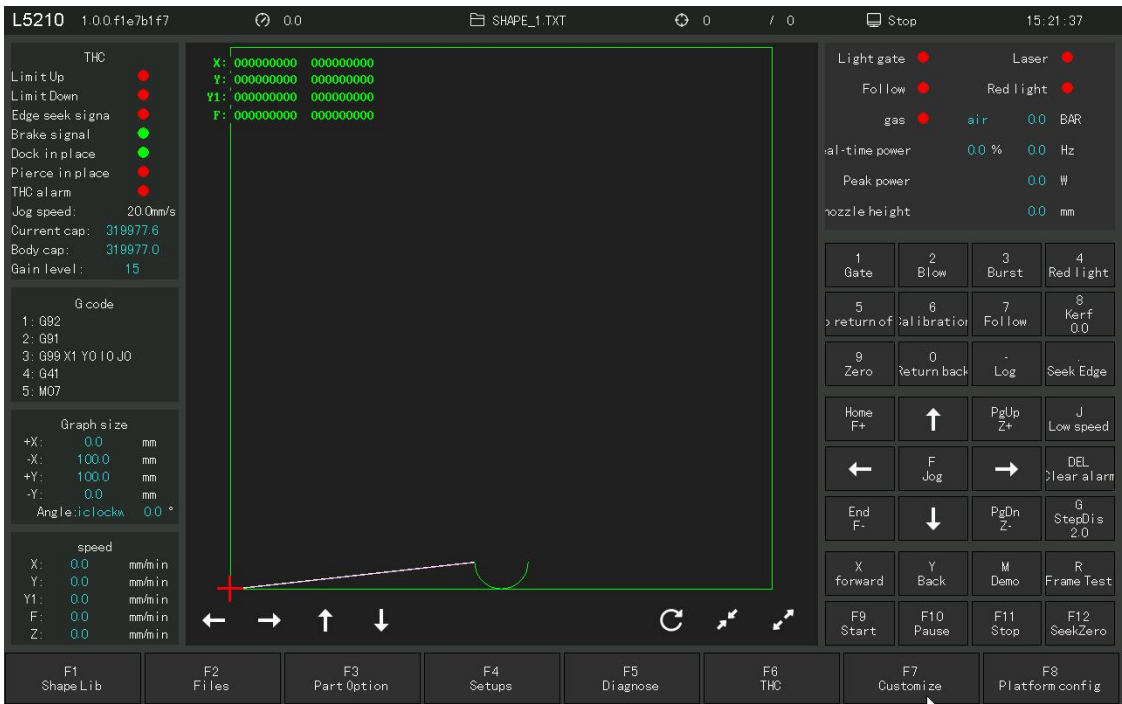 L5210 1.0.0.f1e7b1f7 0.0 SHAPE_1.TXT 0 / 0 Stop 15:21:37
THC
Limit Up
Limit Down
Edge seek signa
Brake signal
Dock in place
Pierce in place
THC alarm
Jog speed: 20.0mm/s
Current cap: 319977.6
Body cap: 319977.0
Gain level: 15
G code
1: G92
2: G91
3: G99 X1 Y0 I0 J0
4: G41
5: M07
Graph size
+X: 0.0 mm
-X: 100.0 mm
+Y: 100.0 mm
-Y: 0.0 mm
Angle:iclockw 0.0 °
speed
X: 0.0 mm/min
Y: 0.0 mm/min
Y1: 0.0 mm/min
F: 0.0 mm/min
Z: 0.0 mm/min
X: 000000000 000000000
Y: 000000000 000000000
Y1: 000000000 000000000
F: 000000000 000000000
Light gate Laser
Follow Red light
gas air 0.0 BAR
al-time power 0.0 % 0.0 Hz
Peak power 0.0 W
nozzle height 0.0 mm
1 2 3 4
Gate Blow Burst Red light
5 6 7 8
o return of Calibration Follow Kerf
0.0
9 0 - .
Zero Return back Log Seek Edge
Home PgUp J
F+ Z+ Low speed
F DEL
Jog Clear alarm
End PgDn G
F- Z- StepDis
2.0
X Y M R
forward Back Demo Frame Test
F9 F10 F11 F12
Start Pause Stop SeekZero
F1 F2 F3 F4 F5 F6 F7 F8
Shape Lib Files Part Option Setups Diagnose THC Customize Platform config